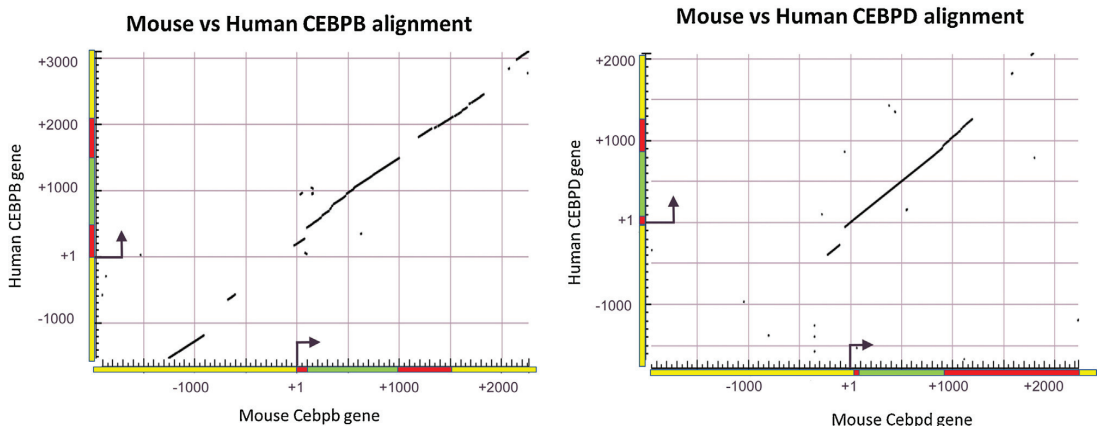 Mouse vs Human CEBPB alignment
Human CEBPB gene
+3000
+2000
+1000
+1
-1000
-1000
+1
+1000
+2000
Mouse Cebpb gene
Mouse vs Human CEBPD alignment
Human CEBPD gene
+2000
+1000
+1
-1000
-1000
+1
+1000
+2000
Mouse Cebpd gene